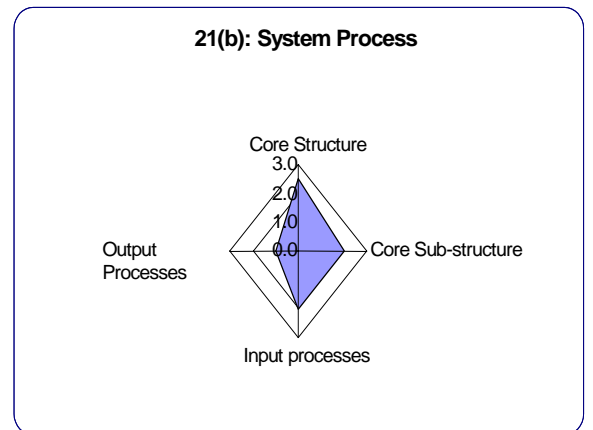 21(b): System Process
Core Structure
3.0
2.0
1.0
0.0
Output
Processes
Core Sub-structure
Input processes